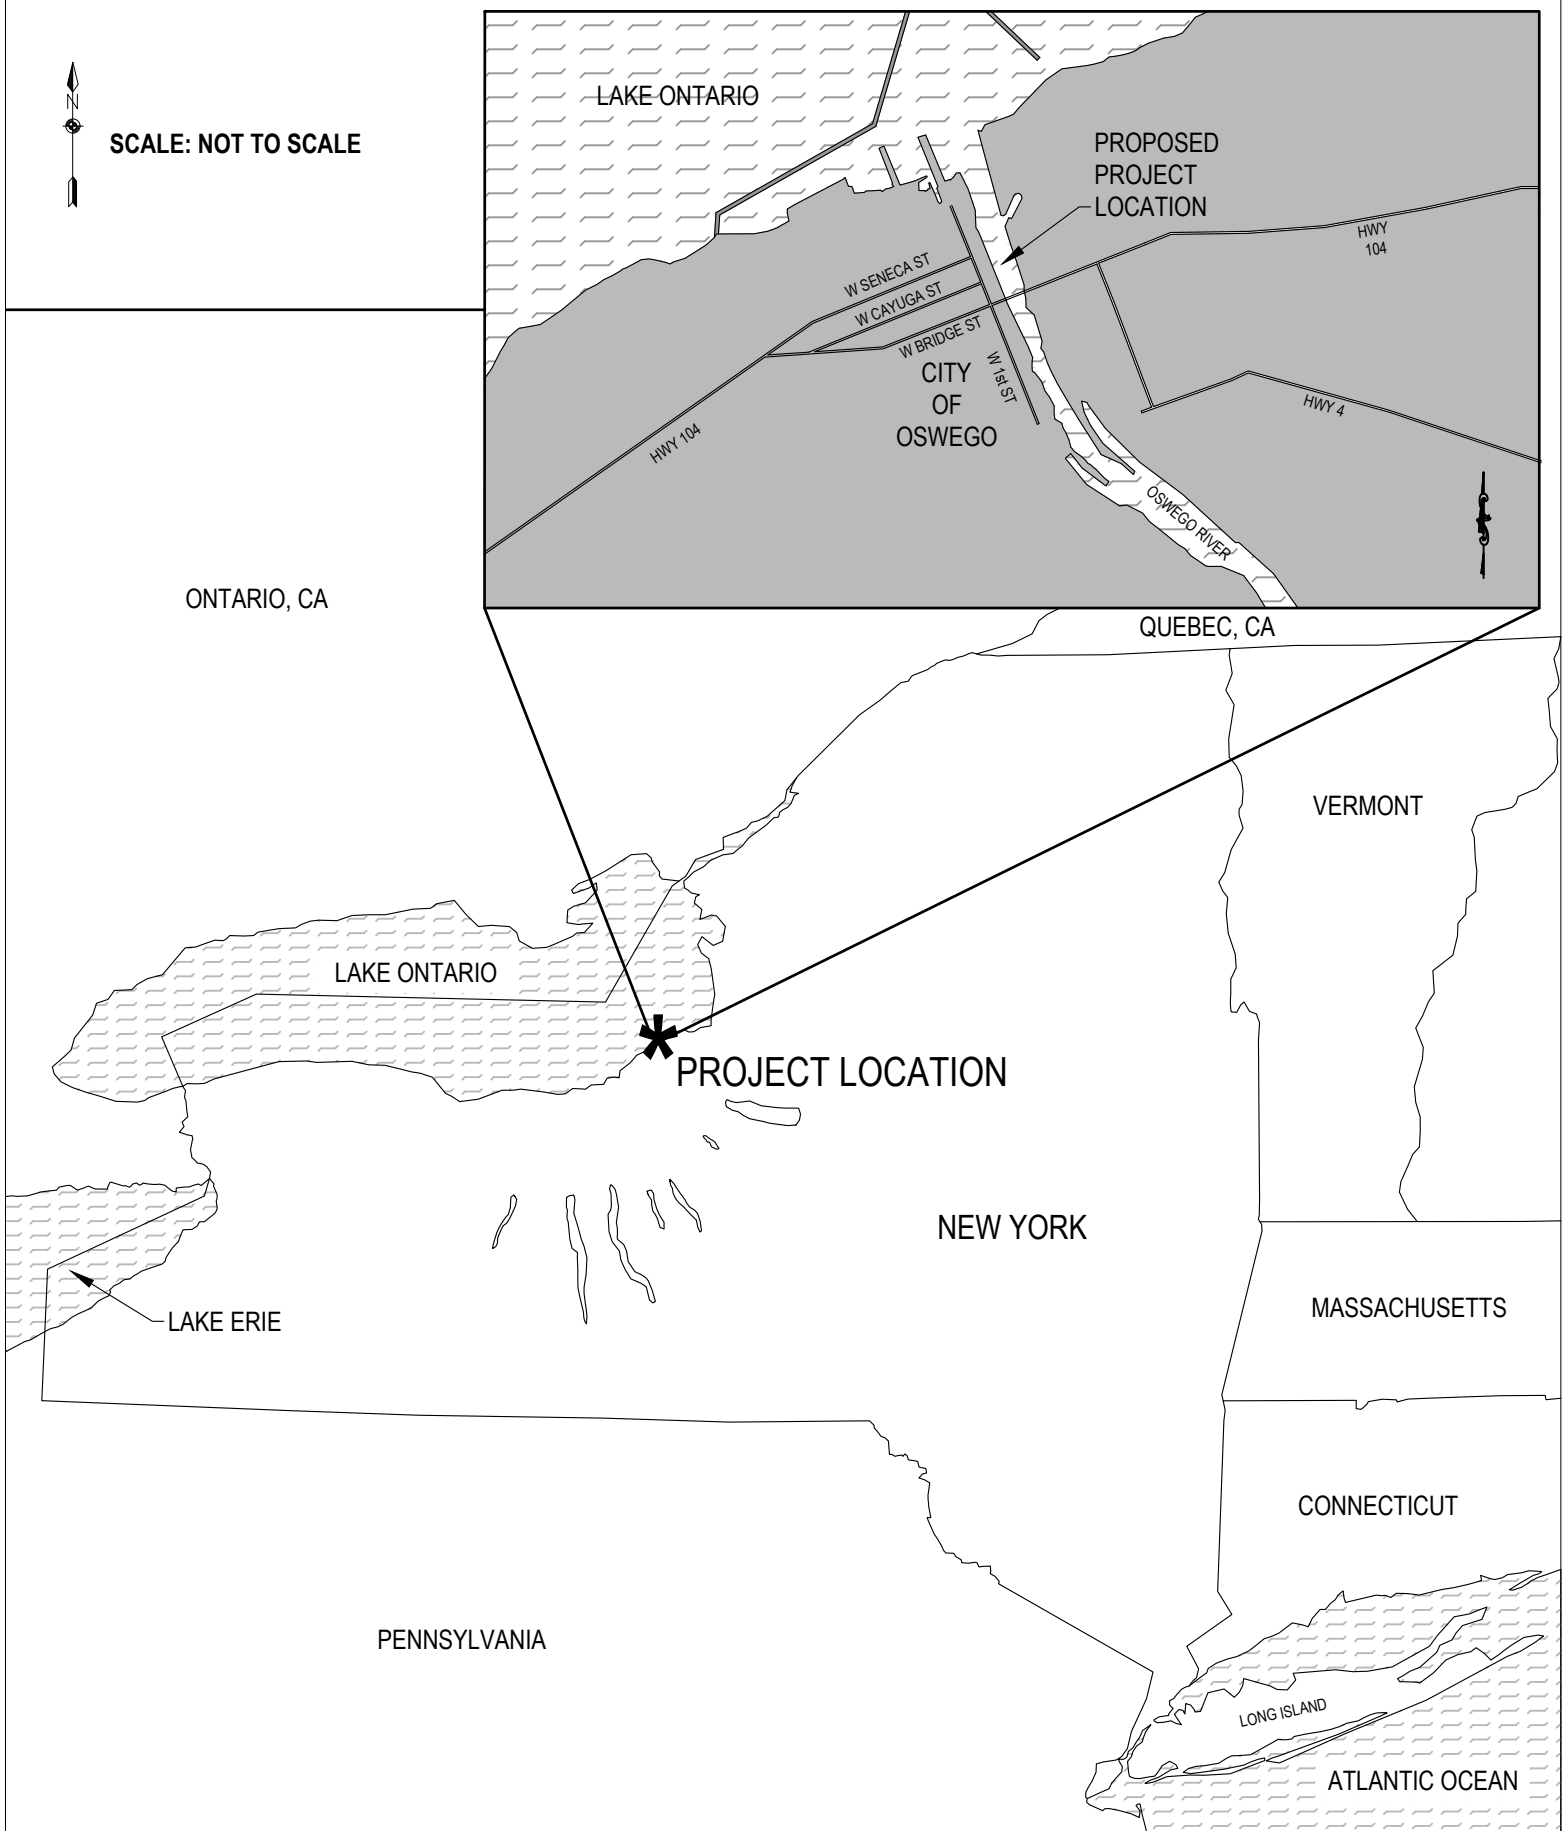 N
SCALE: NOT TO SCALE
LAKE ONTARIO
PROPOSED
PROJECT
LOCATION
HWY
104
W SENECA ST
W CAYUGA ST
W BRIDGE ST
W 1st ST
CITY
OF
OSWEGO
HWY 104
HWY 4
OSWEGO RIVER
ONTARIO, CA
QUEBEC, CA
VERMONT
LAKE ONTARIO
PROJECT LOCATION
NEW YORK
MASSACHUSETTS
LAKE ERIE
CONNECTICUT
PENNSYLVANIA
LONG ISLAND
ATLANTIC OCEAN